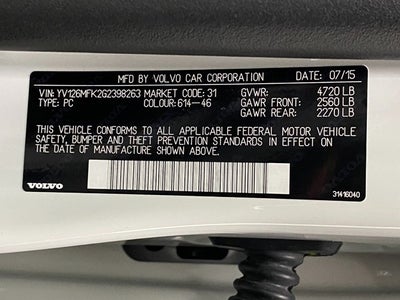 MFD BY VOLVO CAR CORPORATION DATE: 07/15
VIN: YV126MFK2G2398263 MARKET CODE: 31 GVWR: 4720 LB
TYPE: PC COLOUR: 614-46 GAWR FRONT: 2560 LB
GAWR REAR: 2270 LB
THIS VEHICLE CONFORMS TO ALL APPLICABLE FEDERAL MOTOR VEHICLE
SAFETY, BUMPER AND THEFT PREVENTION STANDARDS IN EFFECT ON THE
DATE OF MANUFACTURE SHOWN ABOVE.
VOLVO 31416040